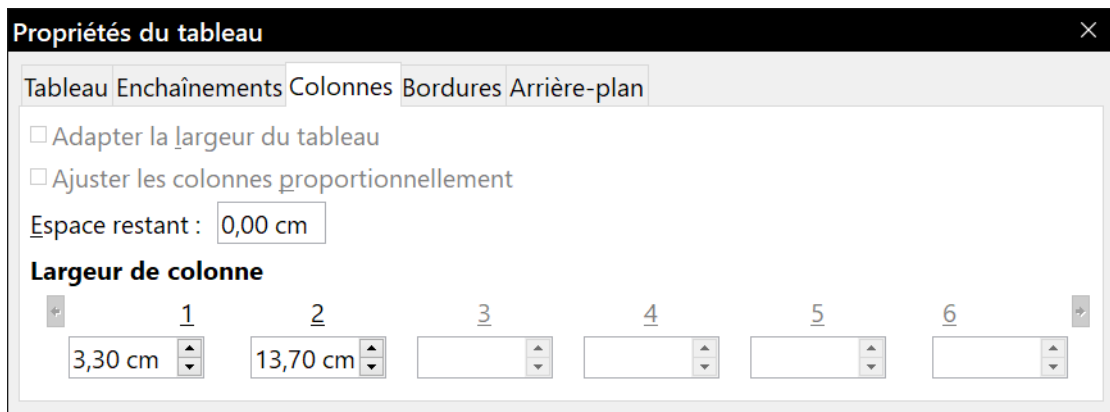 Propriétés du tableau
Tableau Enchaînements Colonnes Bordures Arrière-plan
Adapter la largeur du tableau
Ajuster les colonnes proportionnellement
Espace restant : 0,00 cm
Largeur de colonne
1 2 3 4 5 6
3,30 cm 13,70 cm